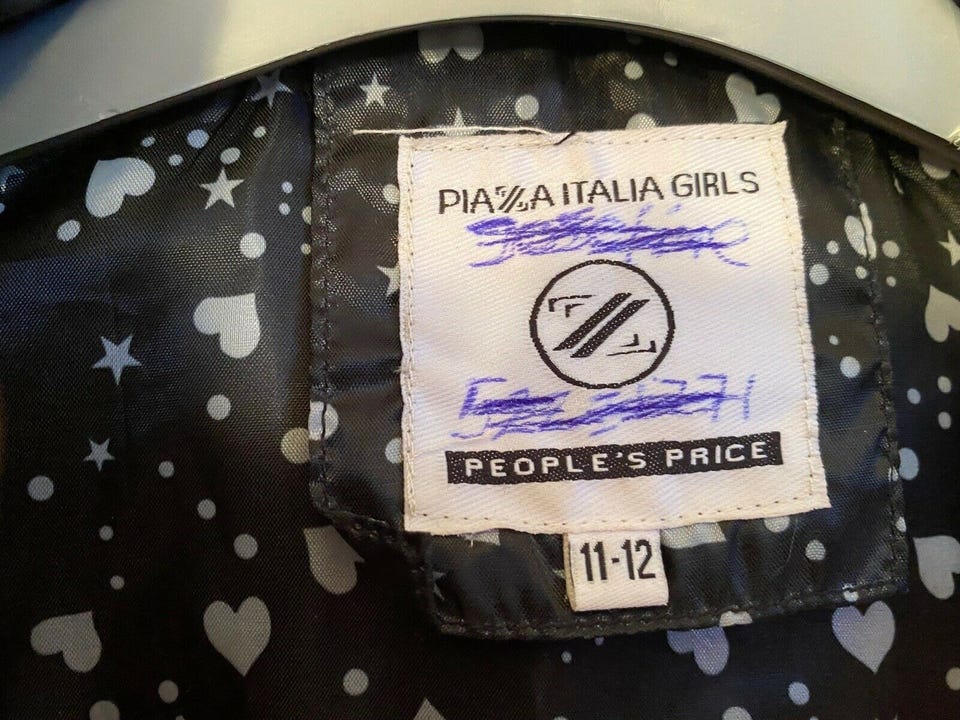 PIAZZA ITALIA GIRLS
PEOPLE'S PRICE
11-12